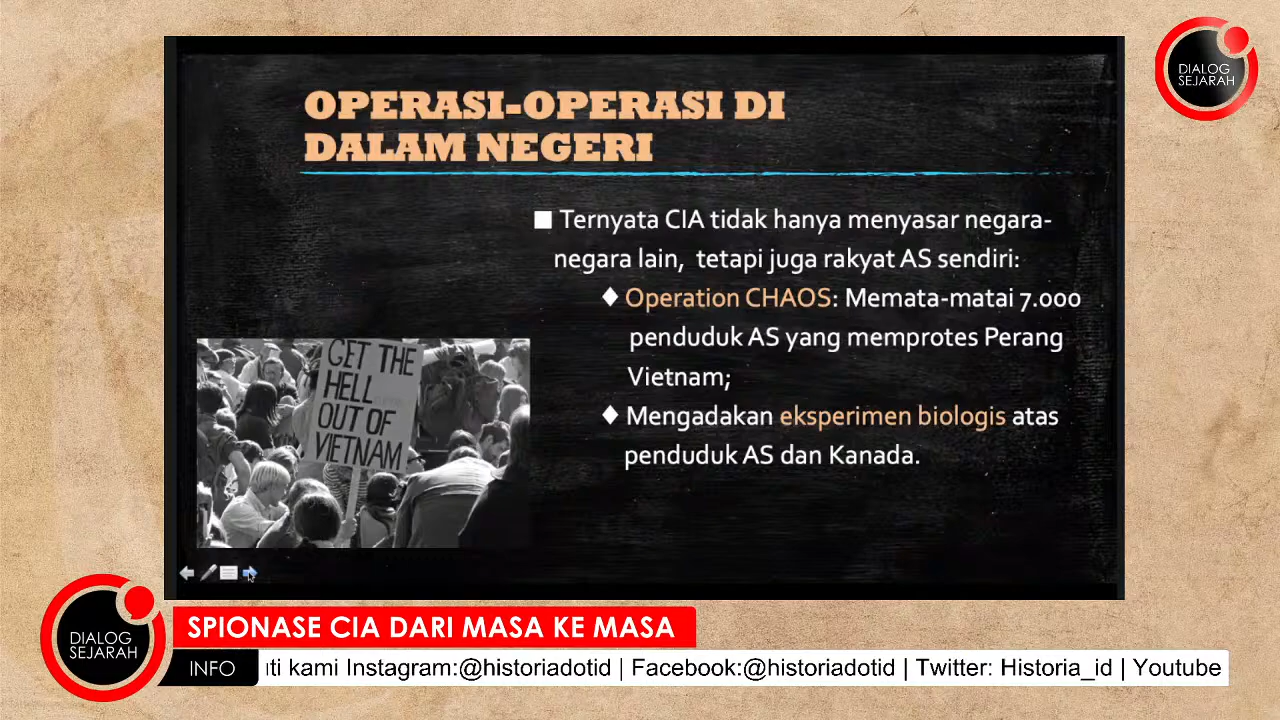 DIALOG
SEJARAH
OPERASI-OPERASI DI
DALAM NEGERI
■ Ternyata CIA tidak hanya menyasar negara-
negara lain, tetapi juga rakyat AS sendiri:
♦ Operation CHAOS: Memata-matai 7.000
penduduk AS yang memprotes Perang
Vietnam;
♦ Mengadakan eksperimen biologis atas
penduduk AS dan Kanada.
GET THE
HELL
OUT OF
VIETNAM
DIALOG
SEJARAH
SPIONASE CIA DARI MASA KE MASA
INFO
ti kami Instagram:@historiadotid | Facebook:@historiadotid | Twitter: Historia_id | Youtube